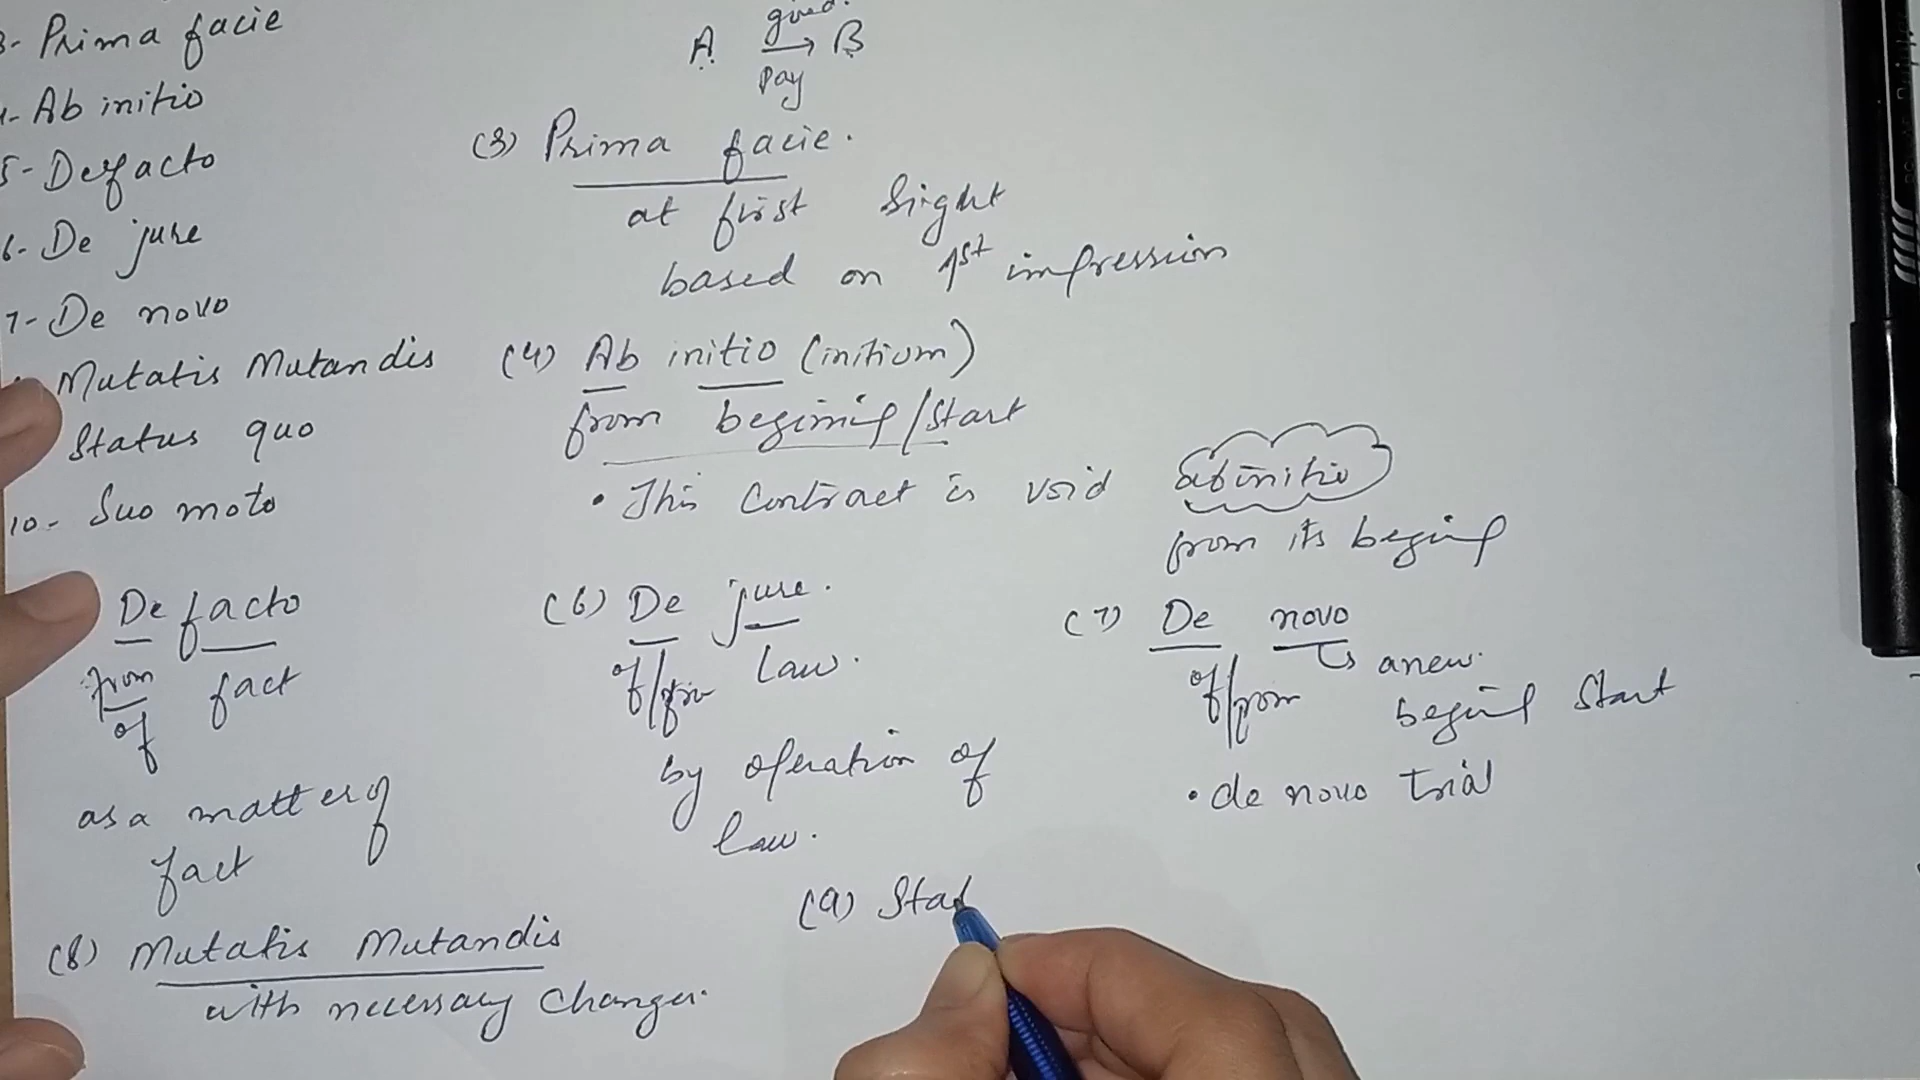 3- Prima facie
4- Ab initio
5- Defacto
6- De jure
7- De novo
Mutatis Mutandis
Status quo
10- Suo moto
good.
A → B
Pay
(3) Prima facie.
at first Sight
based on 1st impression
(4) Ab initio (initium)
from begining/Start
• This Contract is void abinitio
from its begining
De facto
from fact
of
as a matter of
fact
(6) De jure.
of/from Law.
by operation of
law.
(7) De novo
of/from anew.
begining Start
• de novo Trial
(8) Mutatis Mutandis
with necessary Changes.
(9) Stat